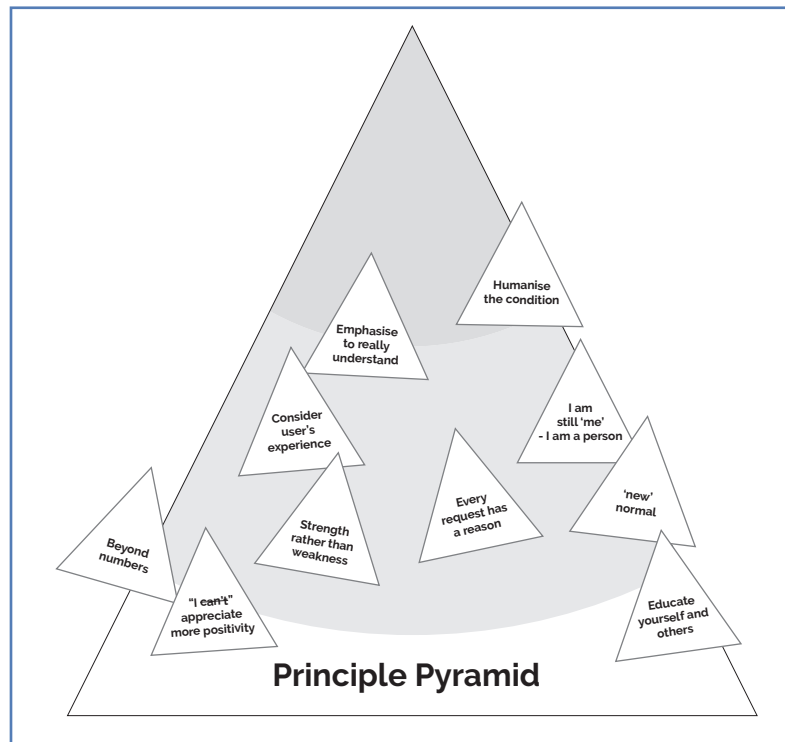 Humanise
the condition
Emphasise
to really
understand
Consider
user's
experience
I am
still 'me'
- I am a person
'new'
normal
Every
request has
a reason
Strength
rather than
weakness
Beyond
numbers
"I can't"
appreciate
more positivity
Educate
yourself and
others
Principle Pyramid